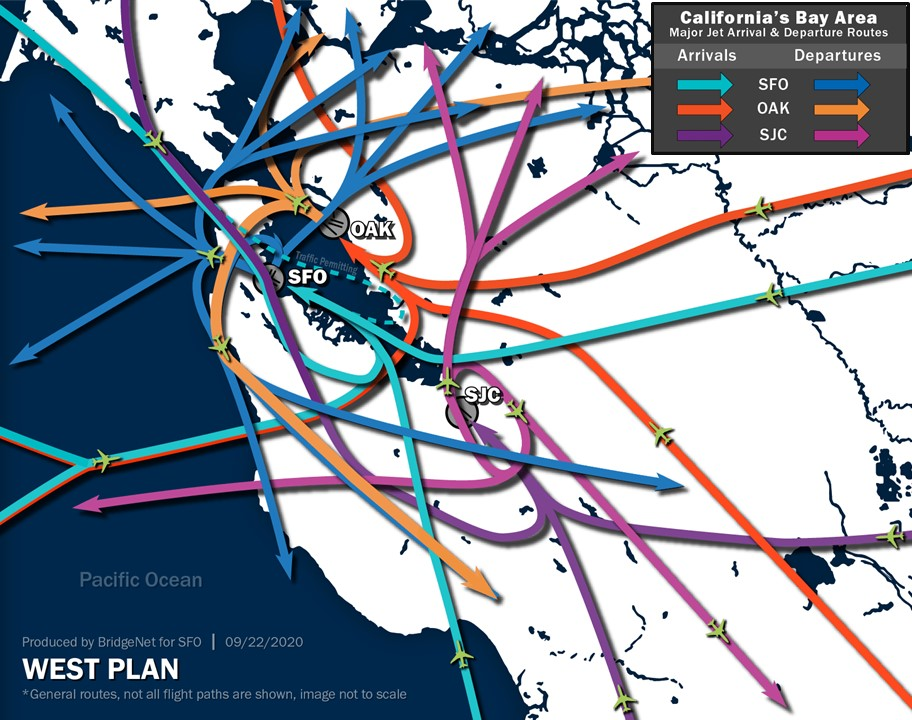 California's Bay Area
Major Jet Arrival & Departure Routes
Arrivals Departures
SFO
OAK
SJC
OAK
Traffic Permitting
SFO
SJC
Pacific Ocean
Produced by BridgeNet for SFO | 09/22/2020
WEST PLAN
*General routes, not all flight paths are shown, image not to scale